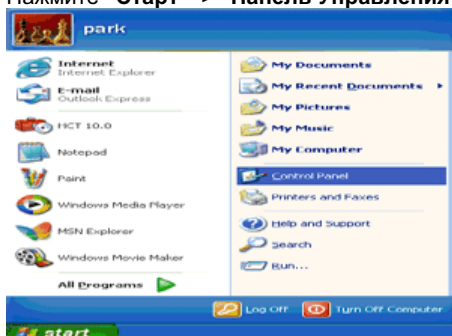 Нажмите "Старт" -> "Панель Управления
park
Internet
Internet Explorer
E-mail
Outlook Express
HCT 10.0
Notepad
Paint
Windows Media Player
MSN Explorer
Windows Movie Maker
All Programs
My Documents
My Recent Documents
My Pictures
My Music
My Computer
Control Panel
Printers and Faxes
Help and Support
Search
Run...
Log Off
Turn Off Computer
start